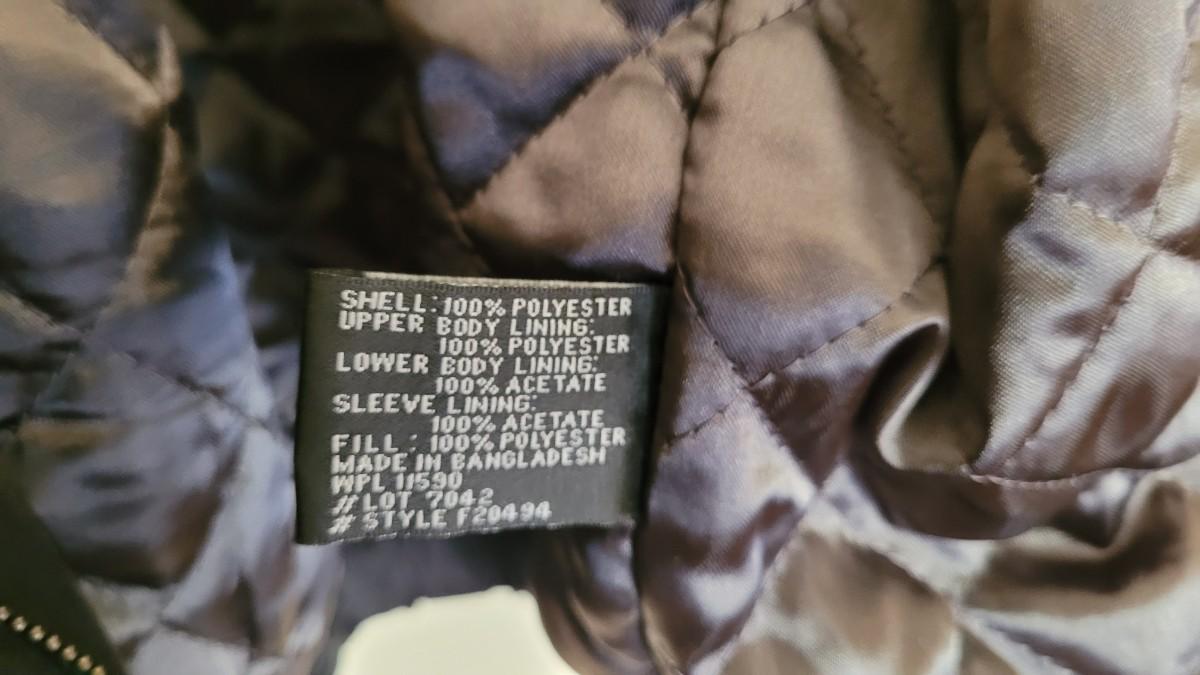 SHELL: 100% POLYESTER
UPPER BODY LINING:
100% POLYESTER
LOWER BODY LINING:
100% ACETATE
SLEEVE LINING:
100% ACETATE
FILL: 100% POLYESTER
MADE IN BANGLADESH
WPL 11590
# LOT 7042
# STYLE F20494